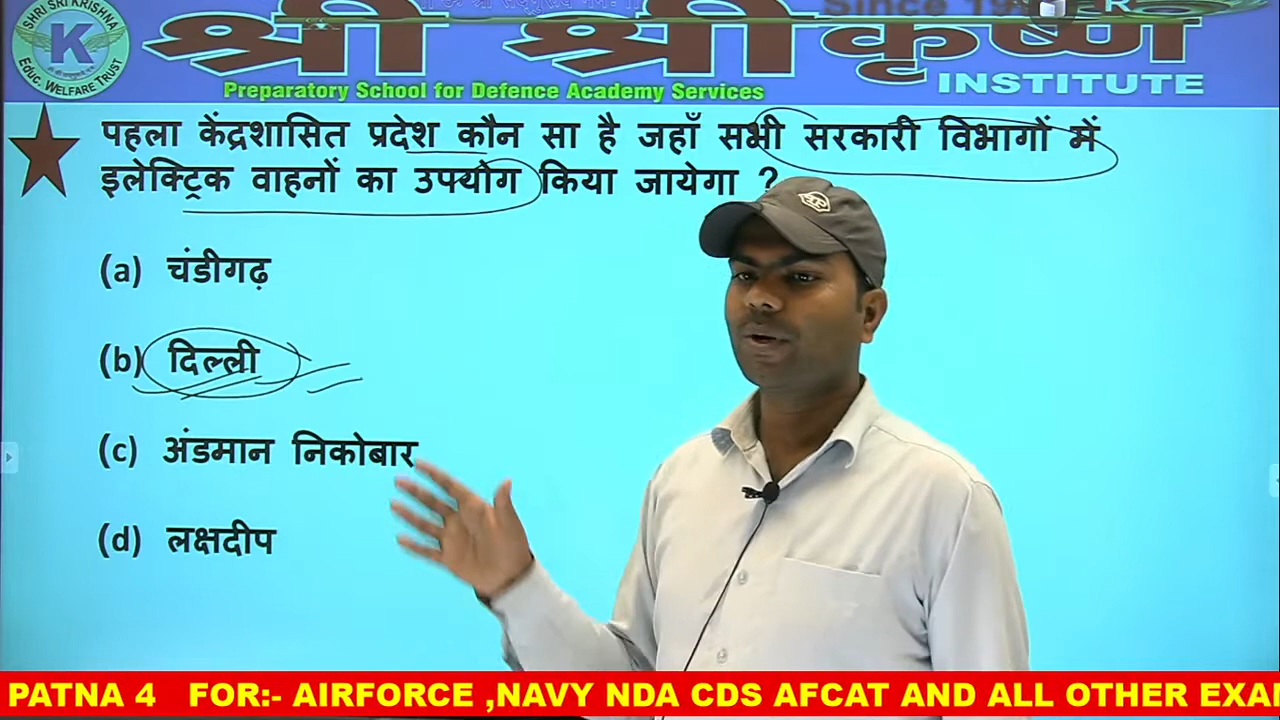 SHRI SRI KRISHNA
K
Educ. WELFARE TRUST
श्री श्रीकृष्ण
INSTITUTE
Preparatory School for Defence Academy Services
पहला केंद्रशासित प्रदेश कौन सा है जहाँ सभी सरकारी विभागों में
इलेक्ट्रिक वाहनों का उपयोग किया जायेगा ?
(a) चंडीगढ़
(b) दिल्ली
(c) अंडमान निकोबार
(d) लक्षदीप
PATNA 4 FOR:- AIRFORCE ,NAVY NDA CDS AFCAT AND ALL OTHER